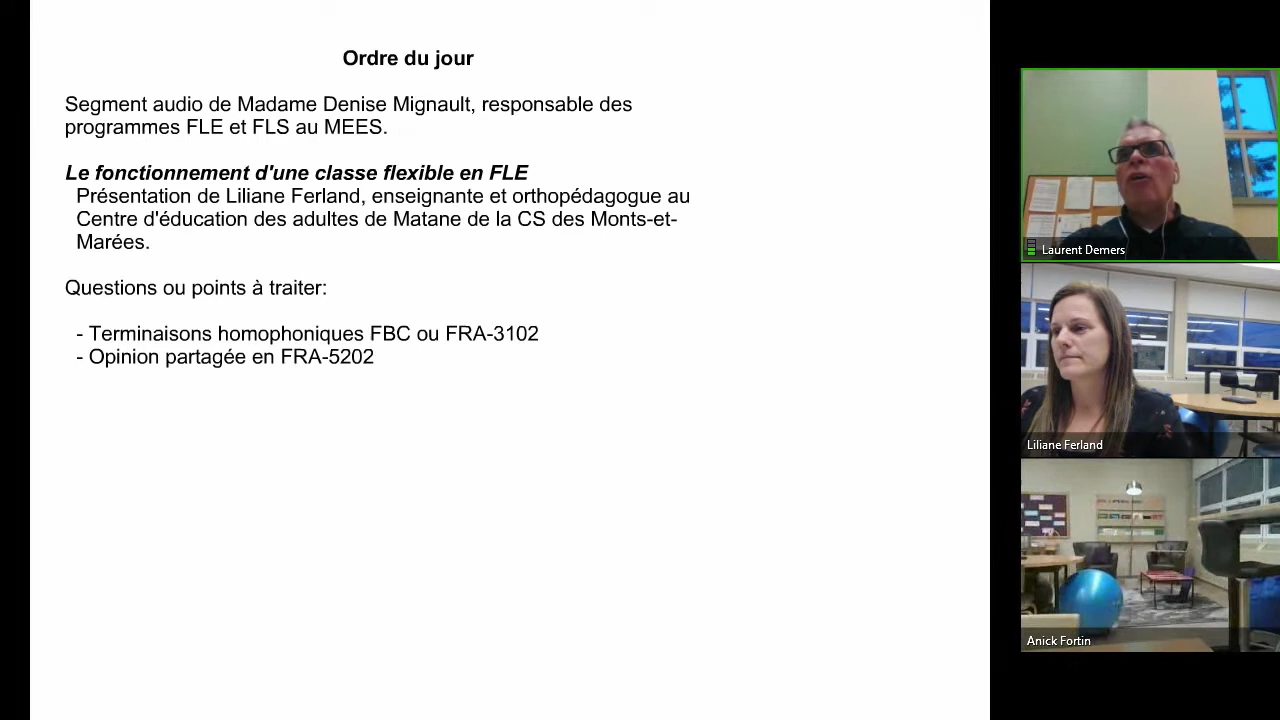 Ordre du jour
Segment audio de Madame Denise Mignault, responsable des
programmes FLE et FLS au MEES.
Le fonctionnement d'une classe flexible en FLE
Présentation de Liliane Ferland, enseignante et orthopédagogue au
Centre d'éducation des adultes de Matane de la CS des Monts-et-
Marées.
Questions ou points à traiter:
- Terminaisons homophoniques FBC ou FRA-3102
- Opinion partagée en FRA-5202
Laurent Demers
Liliane Ferland
Anick Fortin